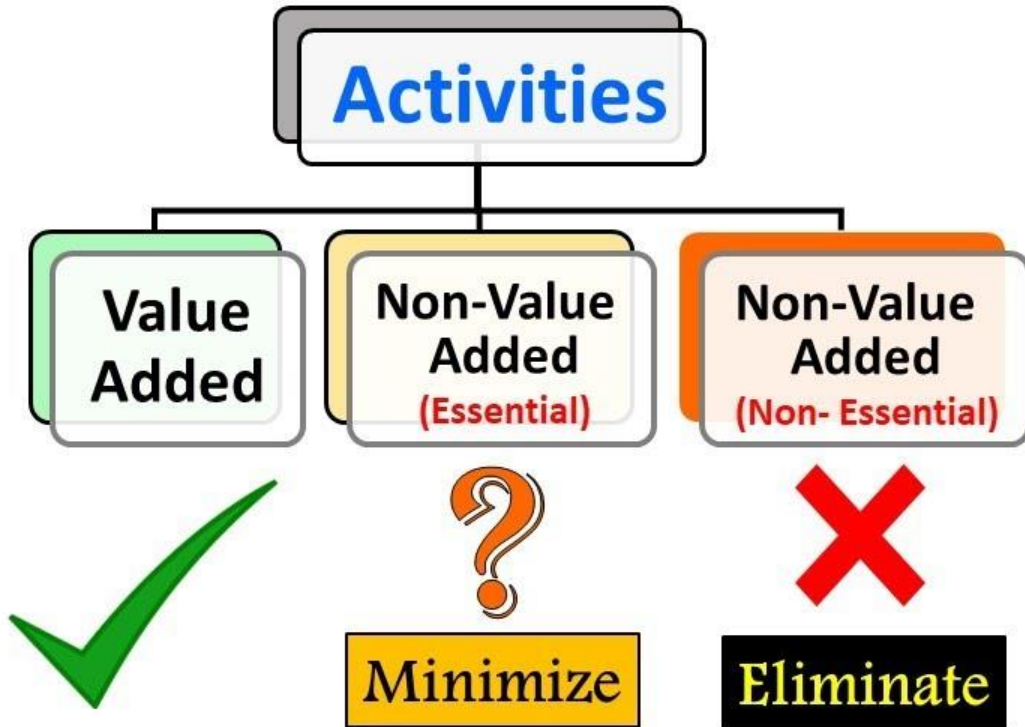 Activities
Value
Added
Non-Value
Added
(Essential)
Non-Value
Added
(Non- Essential)
?
Minimize
Eliminate